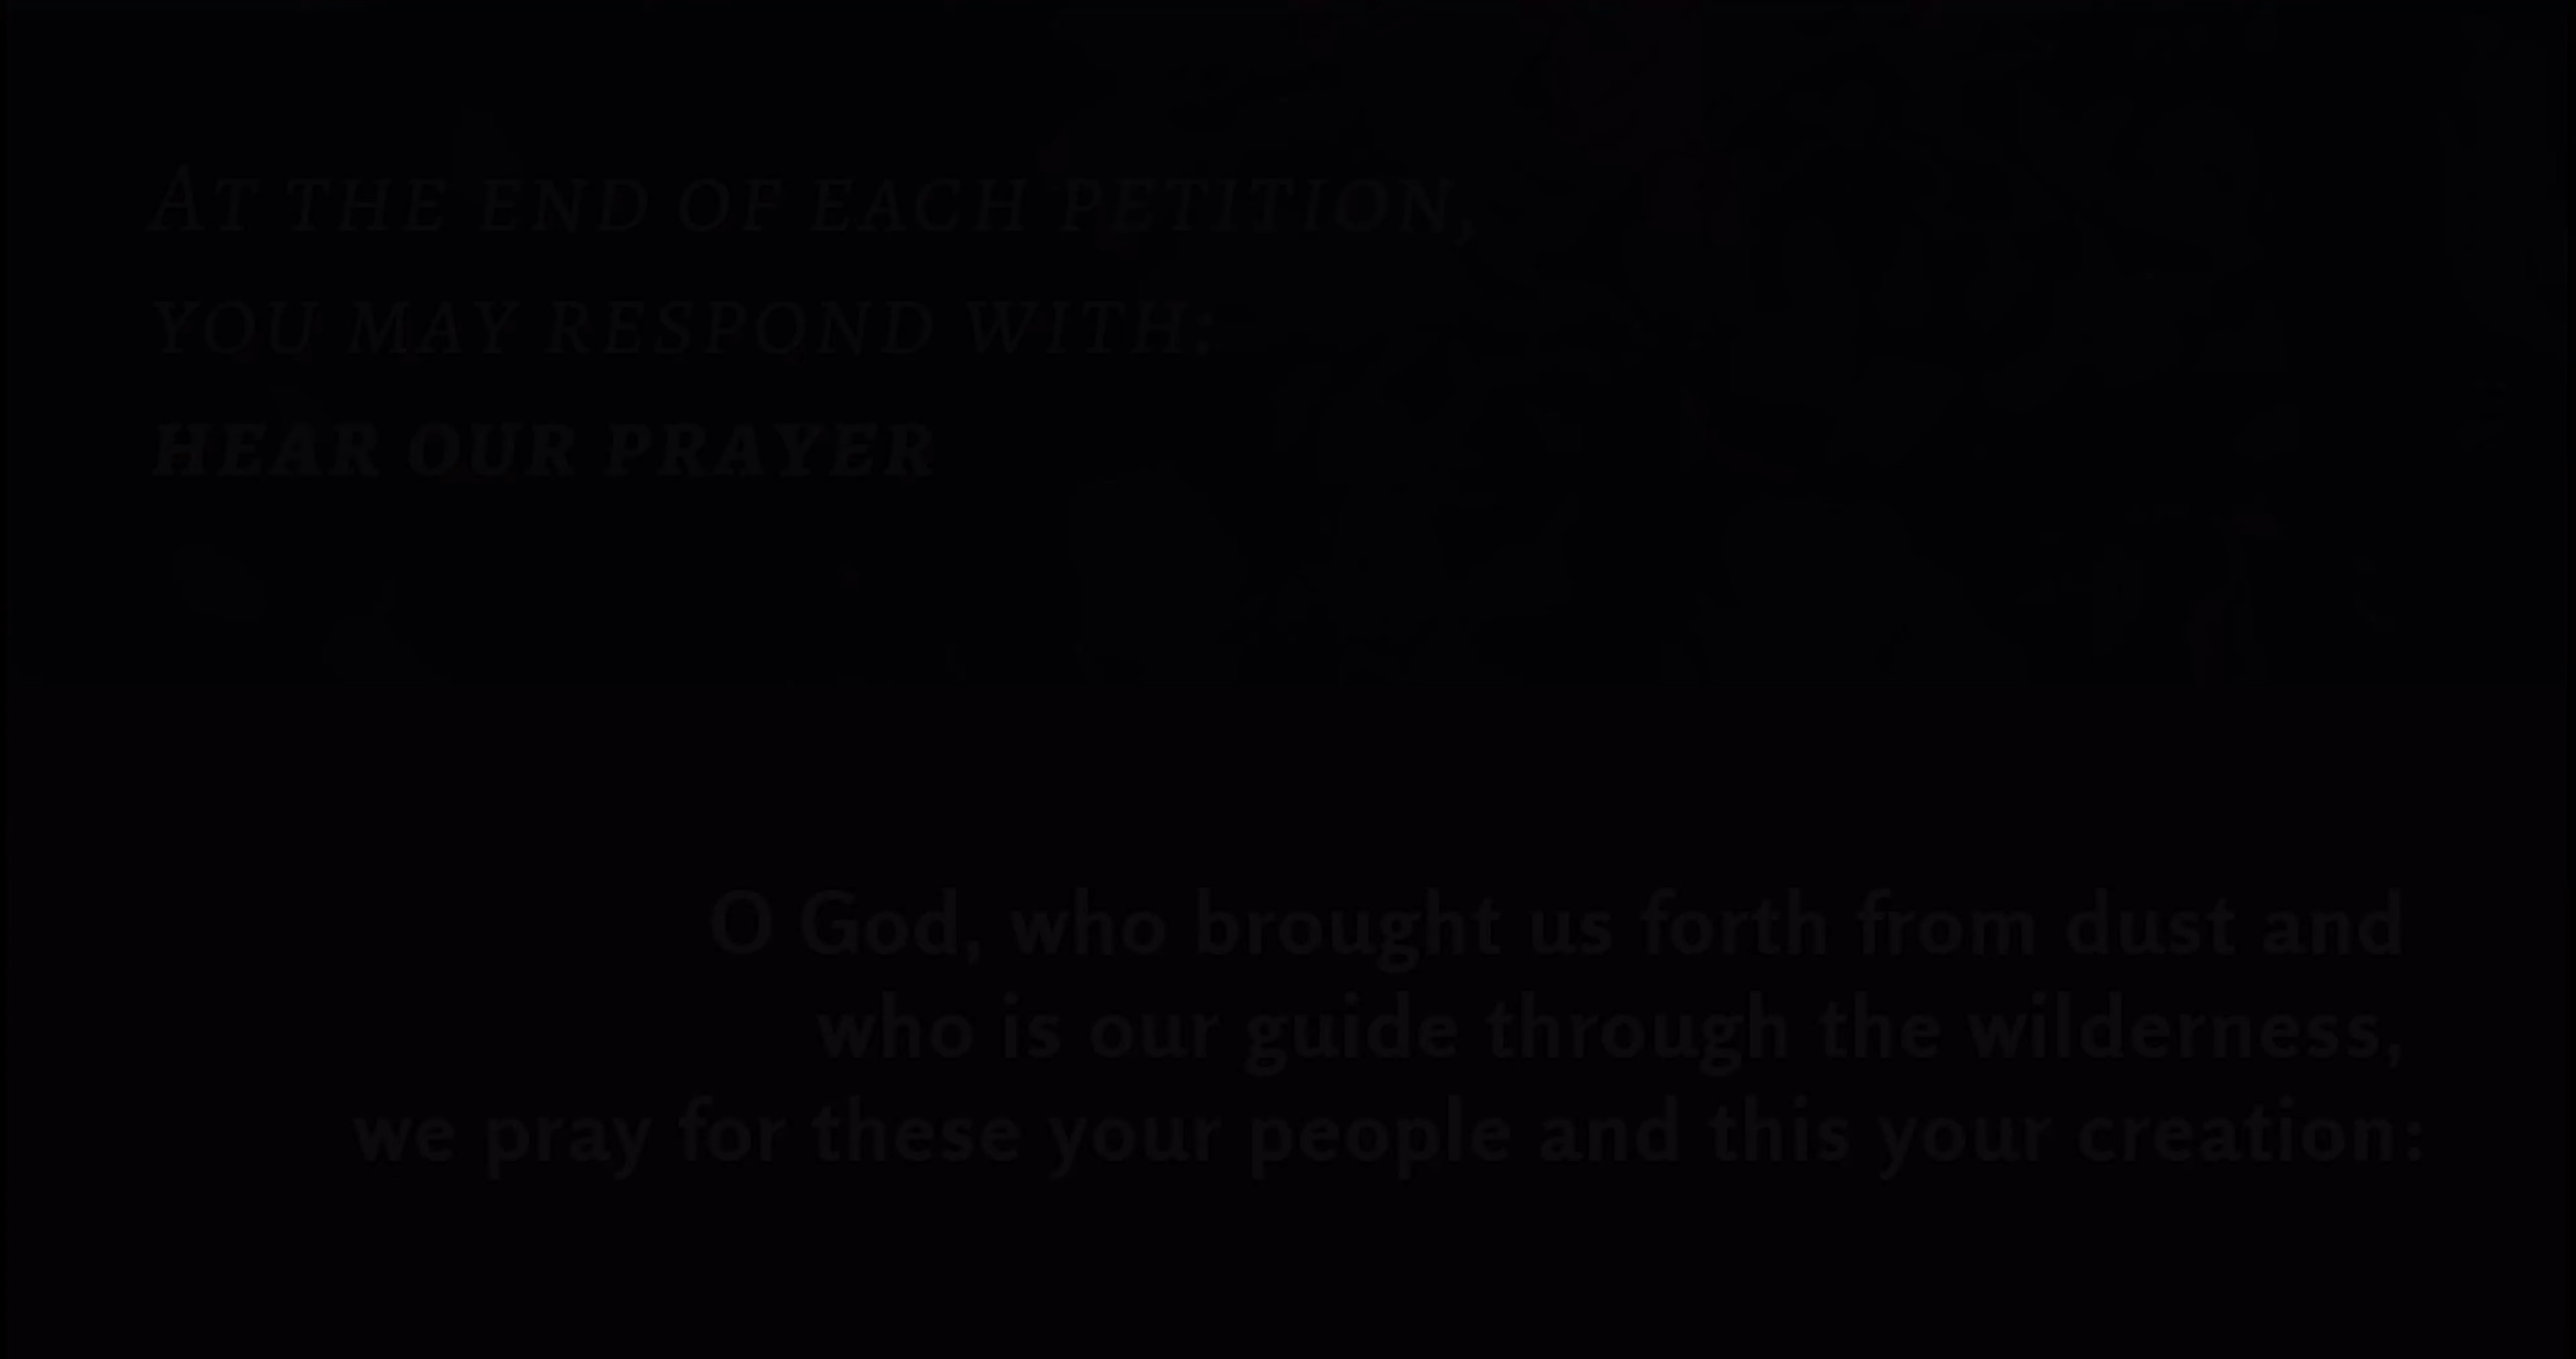 AT THE END OF EACH PETITION,
YOU MAY RESPOND WITH:
HEAR OUR PRAYER
O God, who brought us forth from dust and
who is our guide through the wilderness,
we pray for these your people and this your creation: